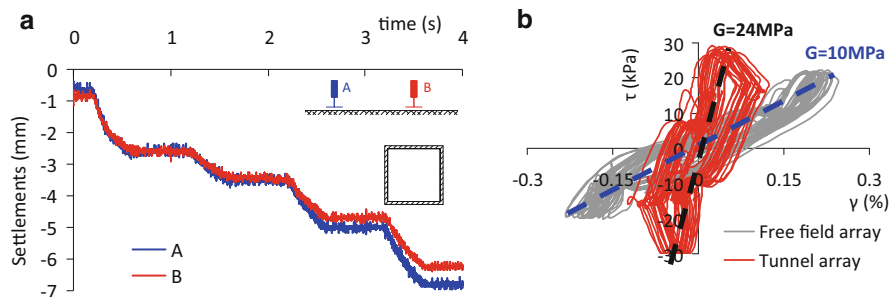 a
time (s)
0 1 2 3 4
0
-1
-2
-3
-4
-5
-6
-7
Settlements (mm)
A
B
A
B
b
G=24MPa
G=10MPa
τ (kPa)
30
20
10
0
-10
-20
-30
-0.3 -0.15 0 0.15 0.3
γ (%)
Free field array
Tunnel array